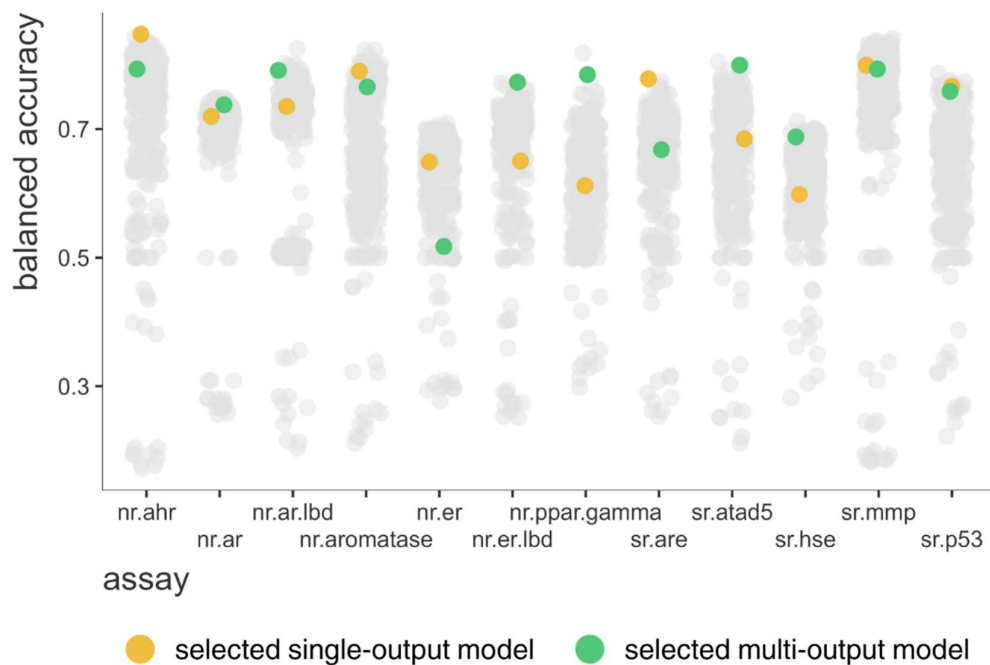 balanced accuracy
0.7
0.5
0.3
nr.ahr nr.ar.lbd nr.er nr.ppar.gamma sr.atad5 sr.mmp
nr.ar nr.aromatase nr.er.lbd sr.are sr.hse sr.p53
assay
selected single-output model selected multi-output model